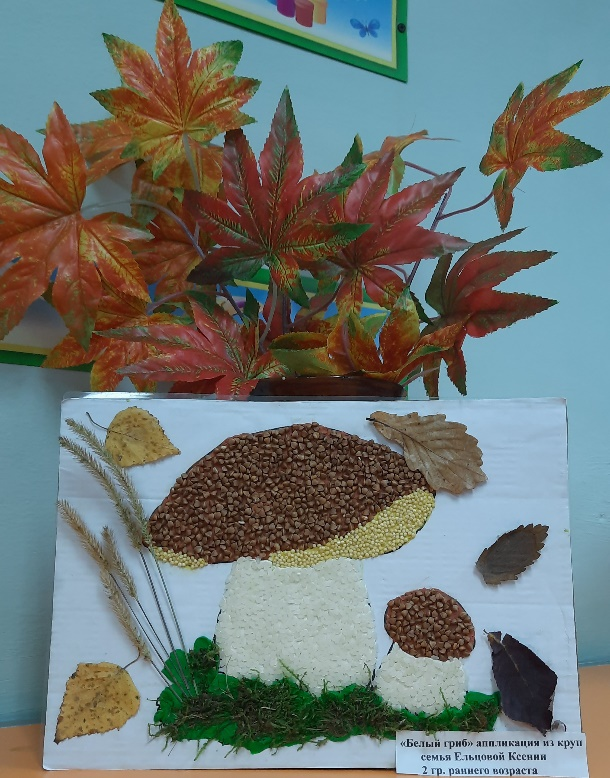 «Белый гриб» аппликация из круп
семья Ельцовой Ксении
2 гр. раннего возраста